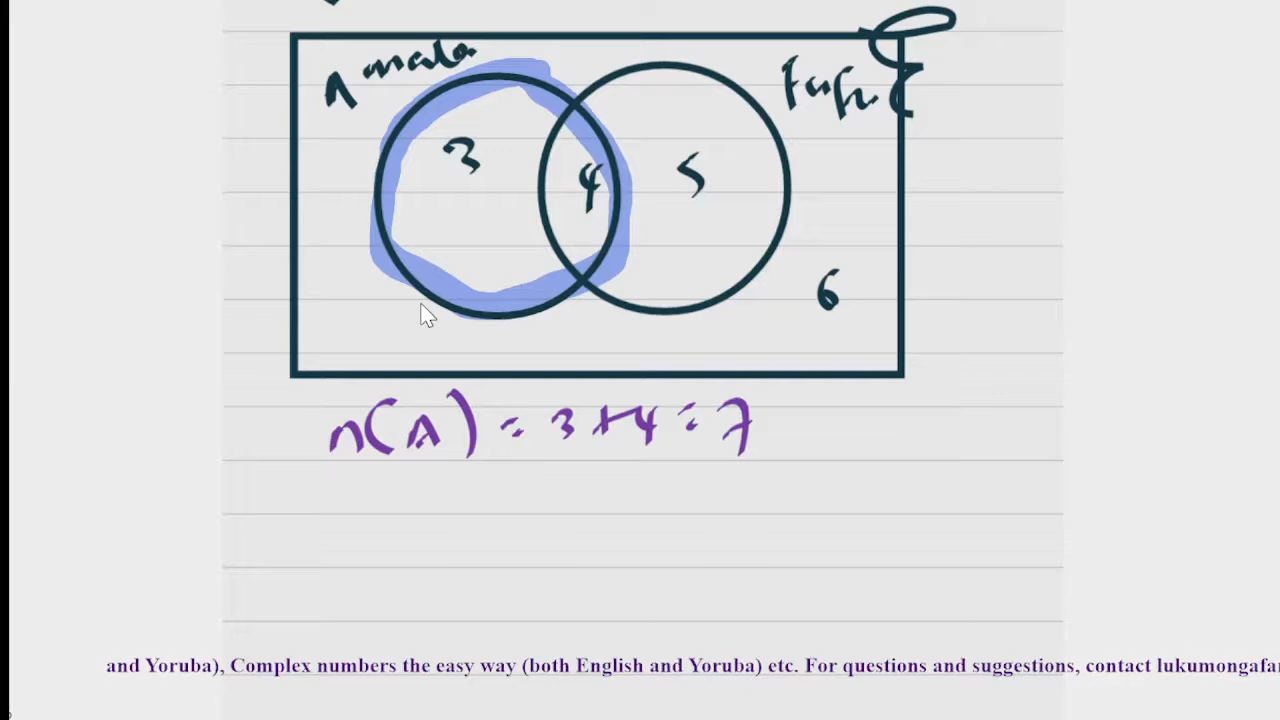 Amala
Fufu
ξ
3
4
5
6
n(A) = 3+4 = 7
and Yoruba), Complex numbers the easy way (both English and Yoruba) etc. For questions and suggestions, contact lukumongafar